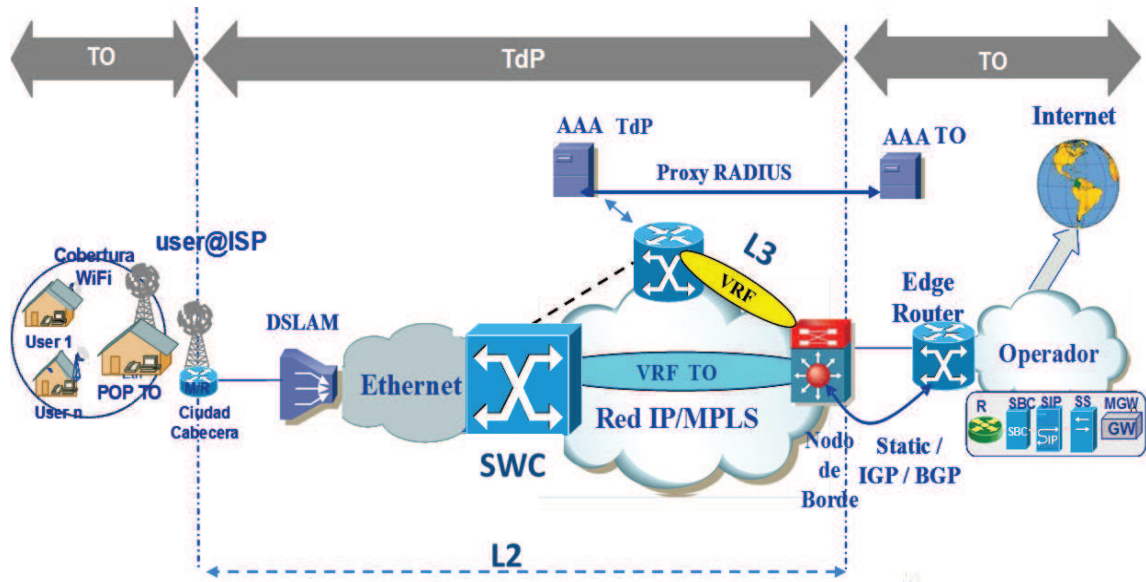 TO
TdP
TO
AAA TdP
AAA TO
Internet
Proxy RADIUS
user@ISP
Cobertura
WiFi
L3
VRF
Edge
Router
DSLAM
User 1
Ethernet
VRF TO
Operador
M/R
POP TO
User n
Ciudad
Cabecera
Red IP/MPLS
R SBC SIP SS MGW
SBC SIP GW
SWC
Nodo
de
Borde
Static /
IGP / BGP
L2